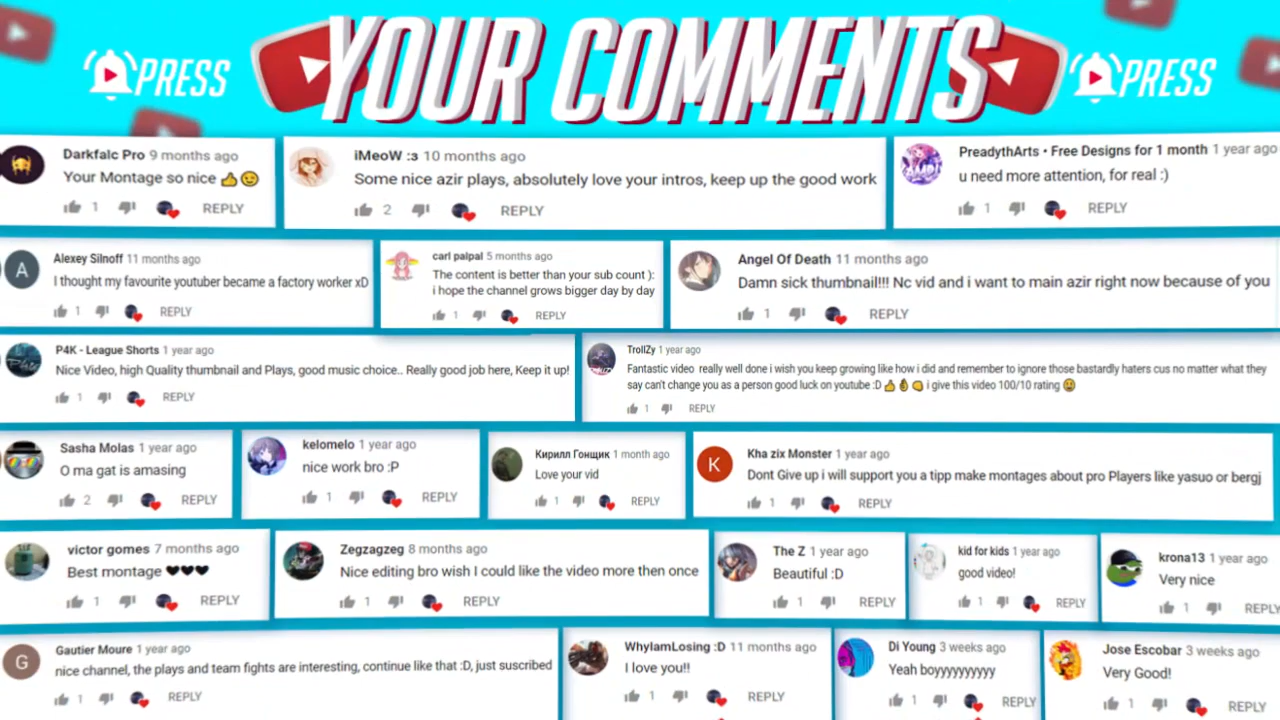 YOUR COMMENTS
PRESS
PRESS
Darkfalc Pro 9 months ago
Your Montage so nice 👍😉
1 REPLY
iMeoW :з 10 months ago
Some nice azir plays, absolutely love your intros, keep up the good work
2 REPLY
PreadythArts • Free Designs for 1 month 1 year ago
u need more attention, for real :)
1 REPLY
A
Alexey Silnoff 11 months ago
I thought my favourite youtuber became a factory worker xD
1 REPLY
carl palpal 5 months ago
The content is better than your sub count ):
i hope the channel grows bigger day by day
1 REPLY
Angel Of Death 11 months ago
Damn sick thumbnail!!! Nc vid and i want to main azir right now because of you
1 REPLY
P4K - League Shorts 1 year ago
Nice Video, high Quality thumbnail and Plays, good music choice.. Really good job here, Keep it up!
1 REPLY
TrollZy 1 year ago
Fantastic video really well done i wish you keep growing like how i did and remember to ignore those bastardly haters cus no matter what they
say can't change you as a person good luck on youtube :D 👍👌👊 i give this video 100/10 rating 😢
1 REPLY
Sasha Molas 1 year ago
O ma gat is amasing
2 REPLY
kelomelo 1 year ago
nice work bro :P
1 REPLY
Кирилл Гонщик 1 month ago
Love your vid
1 REPLY
K
Kha zix Monster 1 year ago
Dont Give up i will support you a tipp make montages about pro Players like yasuo or bergj
1 REPLY
victor gomes 7 months ago
Best montage 🖤🖤🖤
1 REPLY
Zegzagzeg 8 months ago
Nice editing bro wish I could like the video more then once
1 REPLY
The Z 1 year ago
Beautiful :D
1 REPLY
kid for kids 1 year ago
good video!
1 REPLY
krona13 1 year ago
Very nice
1 REPLY
G
Gautier Moure 1 year ago
nice channel, the plays and team fights are interesting, continue like that :D, just suscribed
1 REPLY
WhyIamLosing :D 11 months ago
I love you!!
1 REPLY
Di Young 3 weeks ago
Yeah boyyyyyyyyy
1 REPLY
Jose Escobar 3 weeks ago
Very Good!
1 REPLY